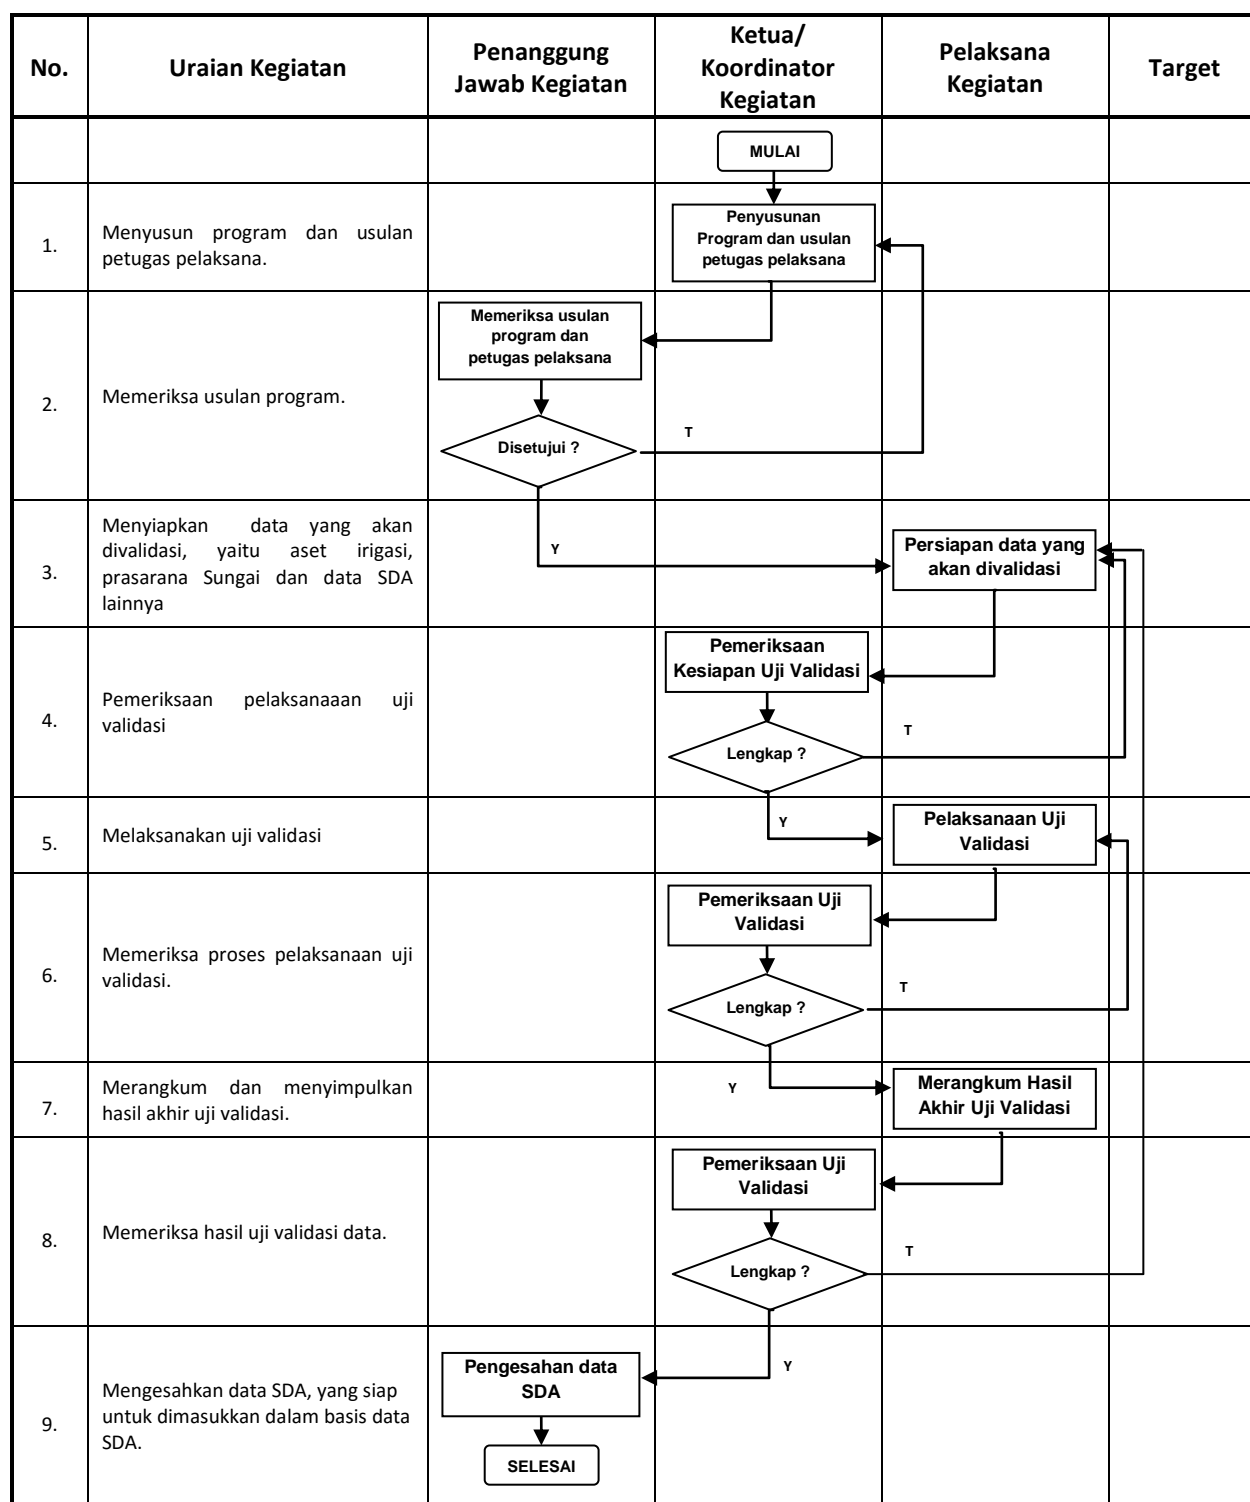 No.
Uraian Kegiatan
Penanggung
Jawab Kegiatan
Ketua/
Koordinator
Kegiatan
Pelaksana
Kegiatan
Target
MULAI
1.
Menyusun program dan usulan
petugas pelaksana.
Penyusunan
Program dan usulan
petugas pelaksana
2.
Memeriksa usulan program.
Memeriksa usulan
program dan
petugas pelaksana
Disetujui ?
T
3.
Menyiapkan data yang akan
divalidasi, yaitu aset irigasi,
prasarana Sungai dan data SDA
lainnya
Y
Persiapan data yang
akan divalidasi
4.
Pemeriksaan pelaksanaaan uji
validasi
Pemeriksaan
Kesiapan Uji Validasi
Lengkap ?
T
5.
Melaksanakan uji validasi
Y
Pelaksanaan Uji
Validasi
6.
Memeriksa proses pelaksanaan uji
validasi.
Pemeriksaan Uji
Validasi
Lengkap ?
T
7.
Merangkum dan menyimpulkan
hasil akhir uji validasi.
Y
Merangkum Hasil
Akhir Uji Validasi
8.
Memeriksa hasil uji validasi data.
Pemeriksaan Uji
Validasi
Lengkap ?
T
9.
Mengesahkan data SDA, yang siap
untuk dimasukkan dalam basis data
SDA.
Pengesahan data
SDA
Y
SELESAI